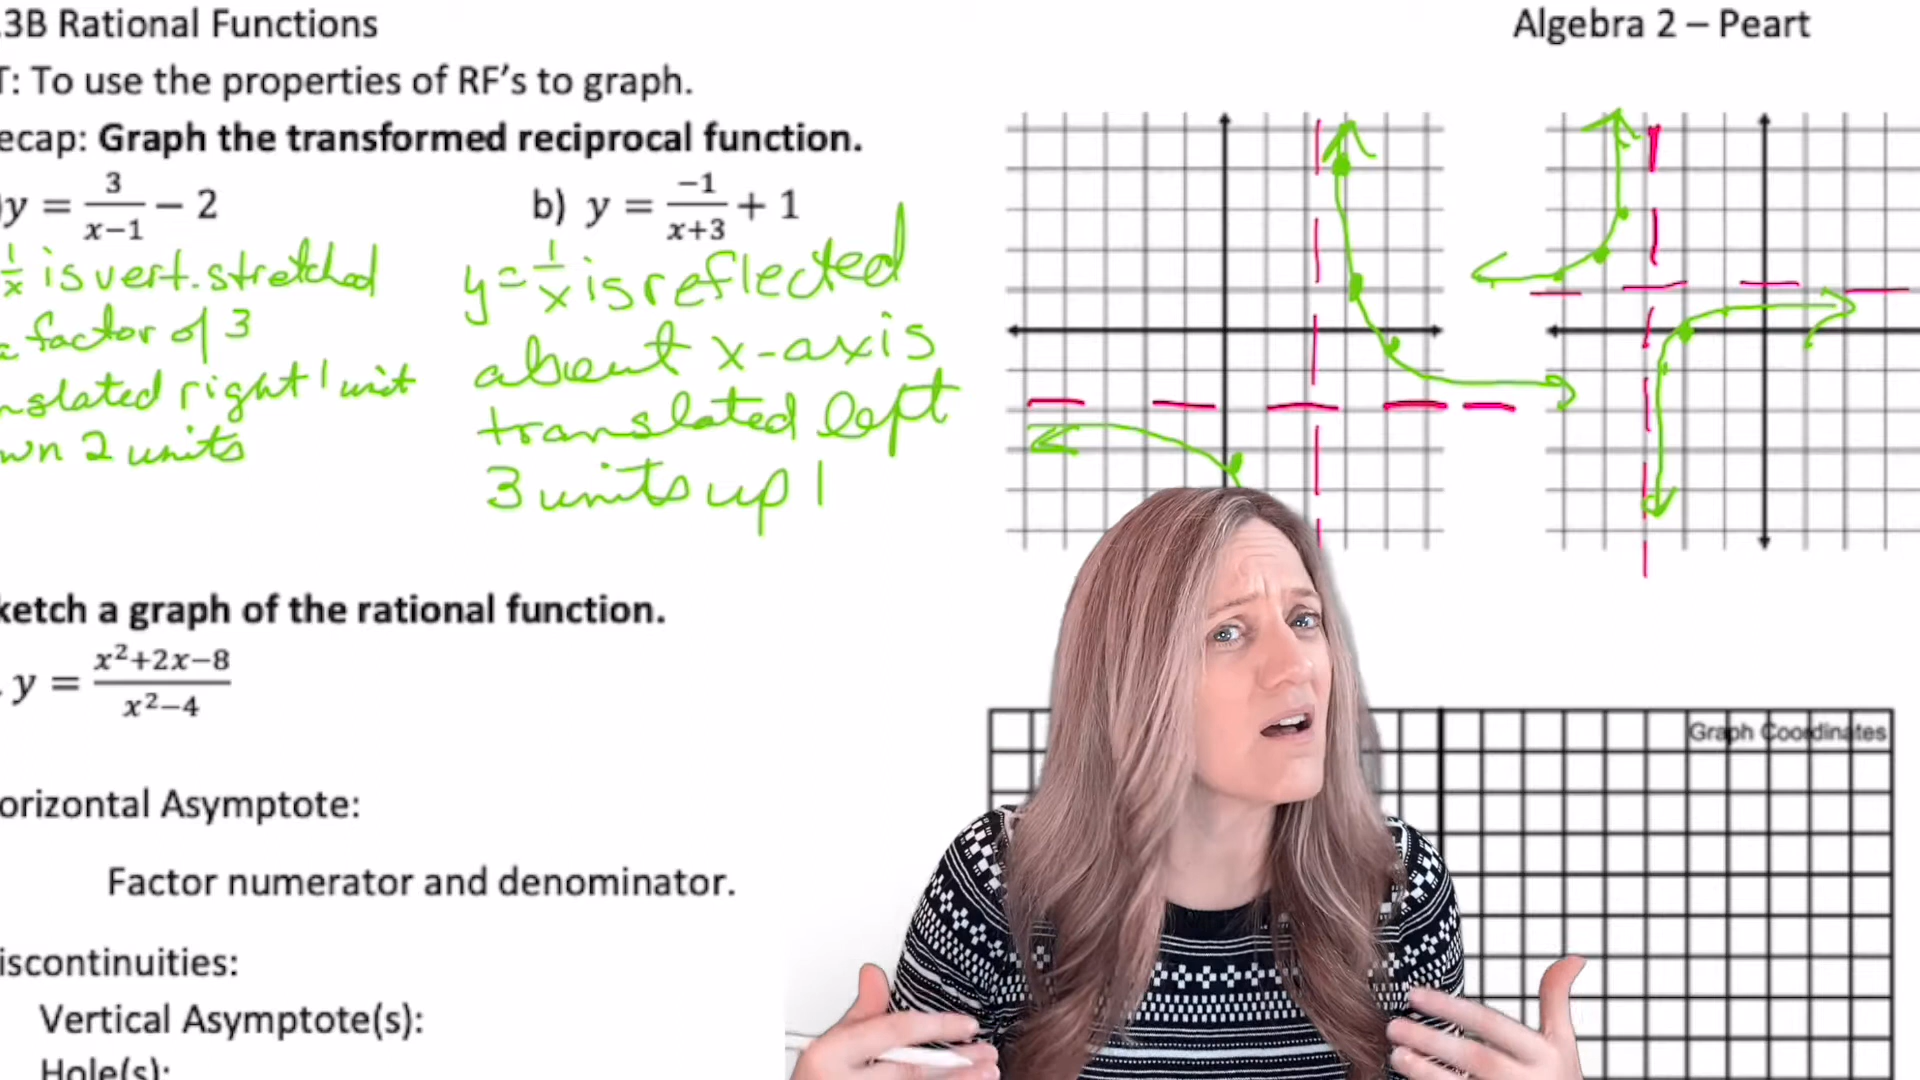 .3B Rational Functions
Algebra 2 – Peart
T: To use the properties of RF's to graph.
ecap: Graph the transformed reciprocal function.
)y = 3/(x−1) − 2
b) y = −1/(x+3) + 1
1/x is vert. stretched
a factor of 3
nslated right 1 unit
wn 2 units
y = 1/x is reflected
about x-axis
translated left
3 units up 1
ketch a graph of the rational function.
. y = (x²+2x−8)/(x²−4)
Graph Coordinates
orizontal Asymptote:
Factor numerator and denominator.
iscontinuities:
Vertical Asymptote(s):
Hole(s):